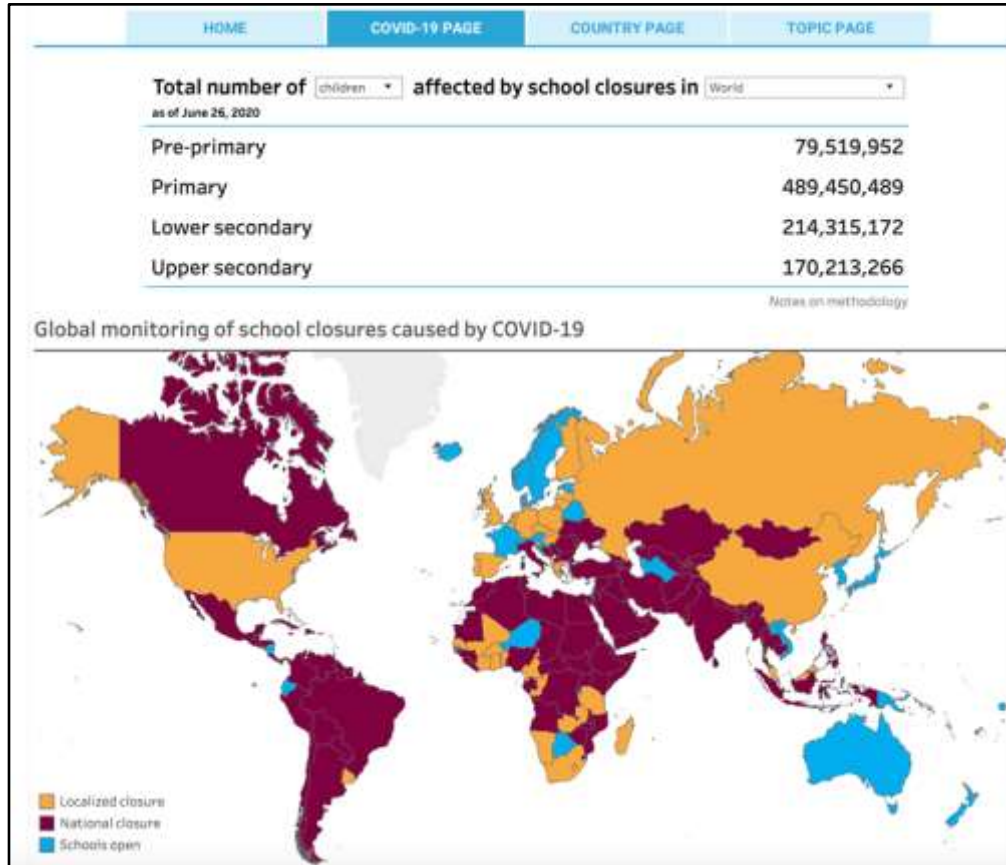 HOME COVID-19 PAGE COUNTRY PAGE TOPIC PAGE
Total number of children affected by school closures in World
as of June 26, 2020
Pre-primary 79,519,952
Primary 489,450,489
Lower secondary 214,315,172
Upper secondary 170,213,266
Notes on methodology
Global monitoring of school closures caused by COVID-19
Localized closure
National closure
Schools open